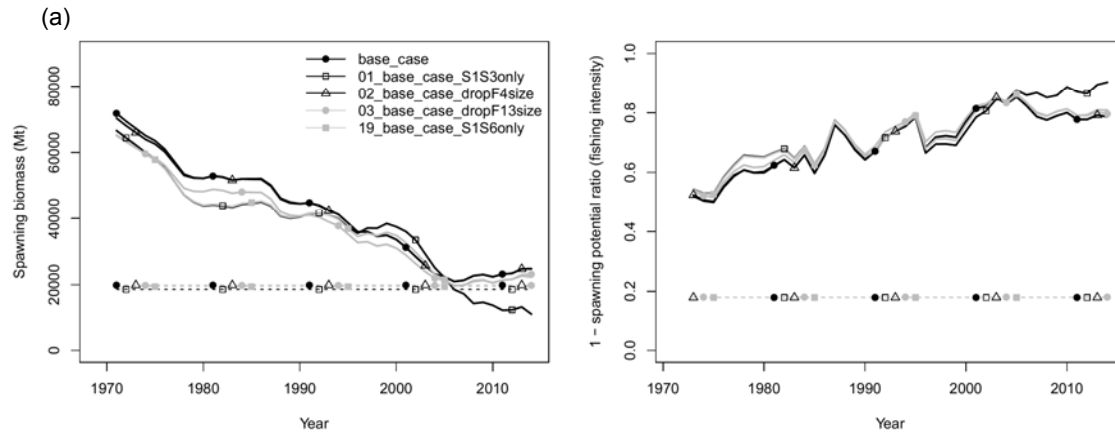 (a)
base_case
01_base_case_S1S3only
02_base_case_dropF4size
03_base_case_dropF13size
19_base_case_S1S6only
Spawning biomass (Mt)
80000
60000
40000
20000
0
1970
1980
1990
2000
2010
Year
1 − spawning potential ratio (fishing intensity)
1.0
0.8
0.6
0.4
0.2
0.0
1970
1980
1990
2000
2010
Year